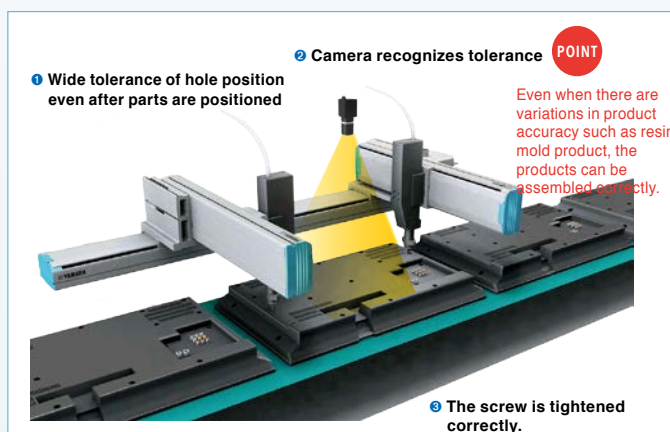 ❶ Wide tolerance of hole position
even after parts are positioned
❷ Camera recognizes tolerance
POINT
Even when there are
variations in product
accuracy such as resin
mold product, the
products can be
assembled correctly.
YAMAHA
❸ The screw is tightened
correctly.